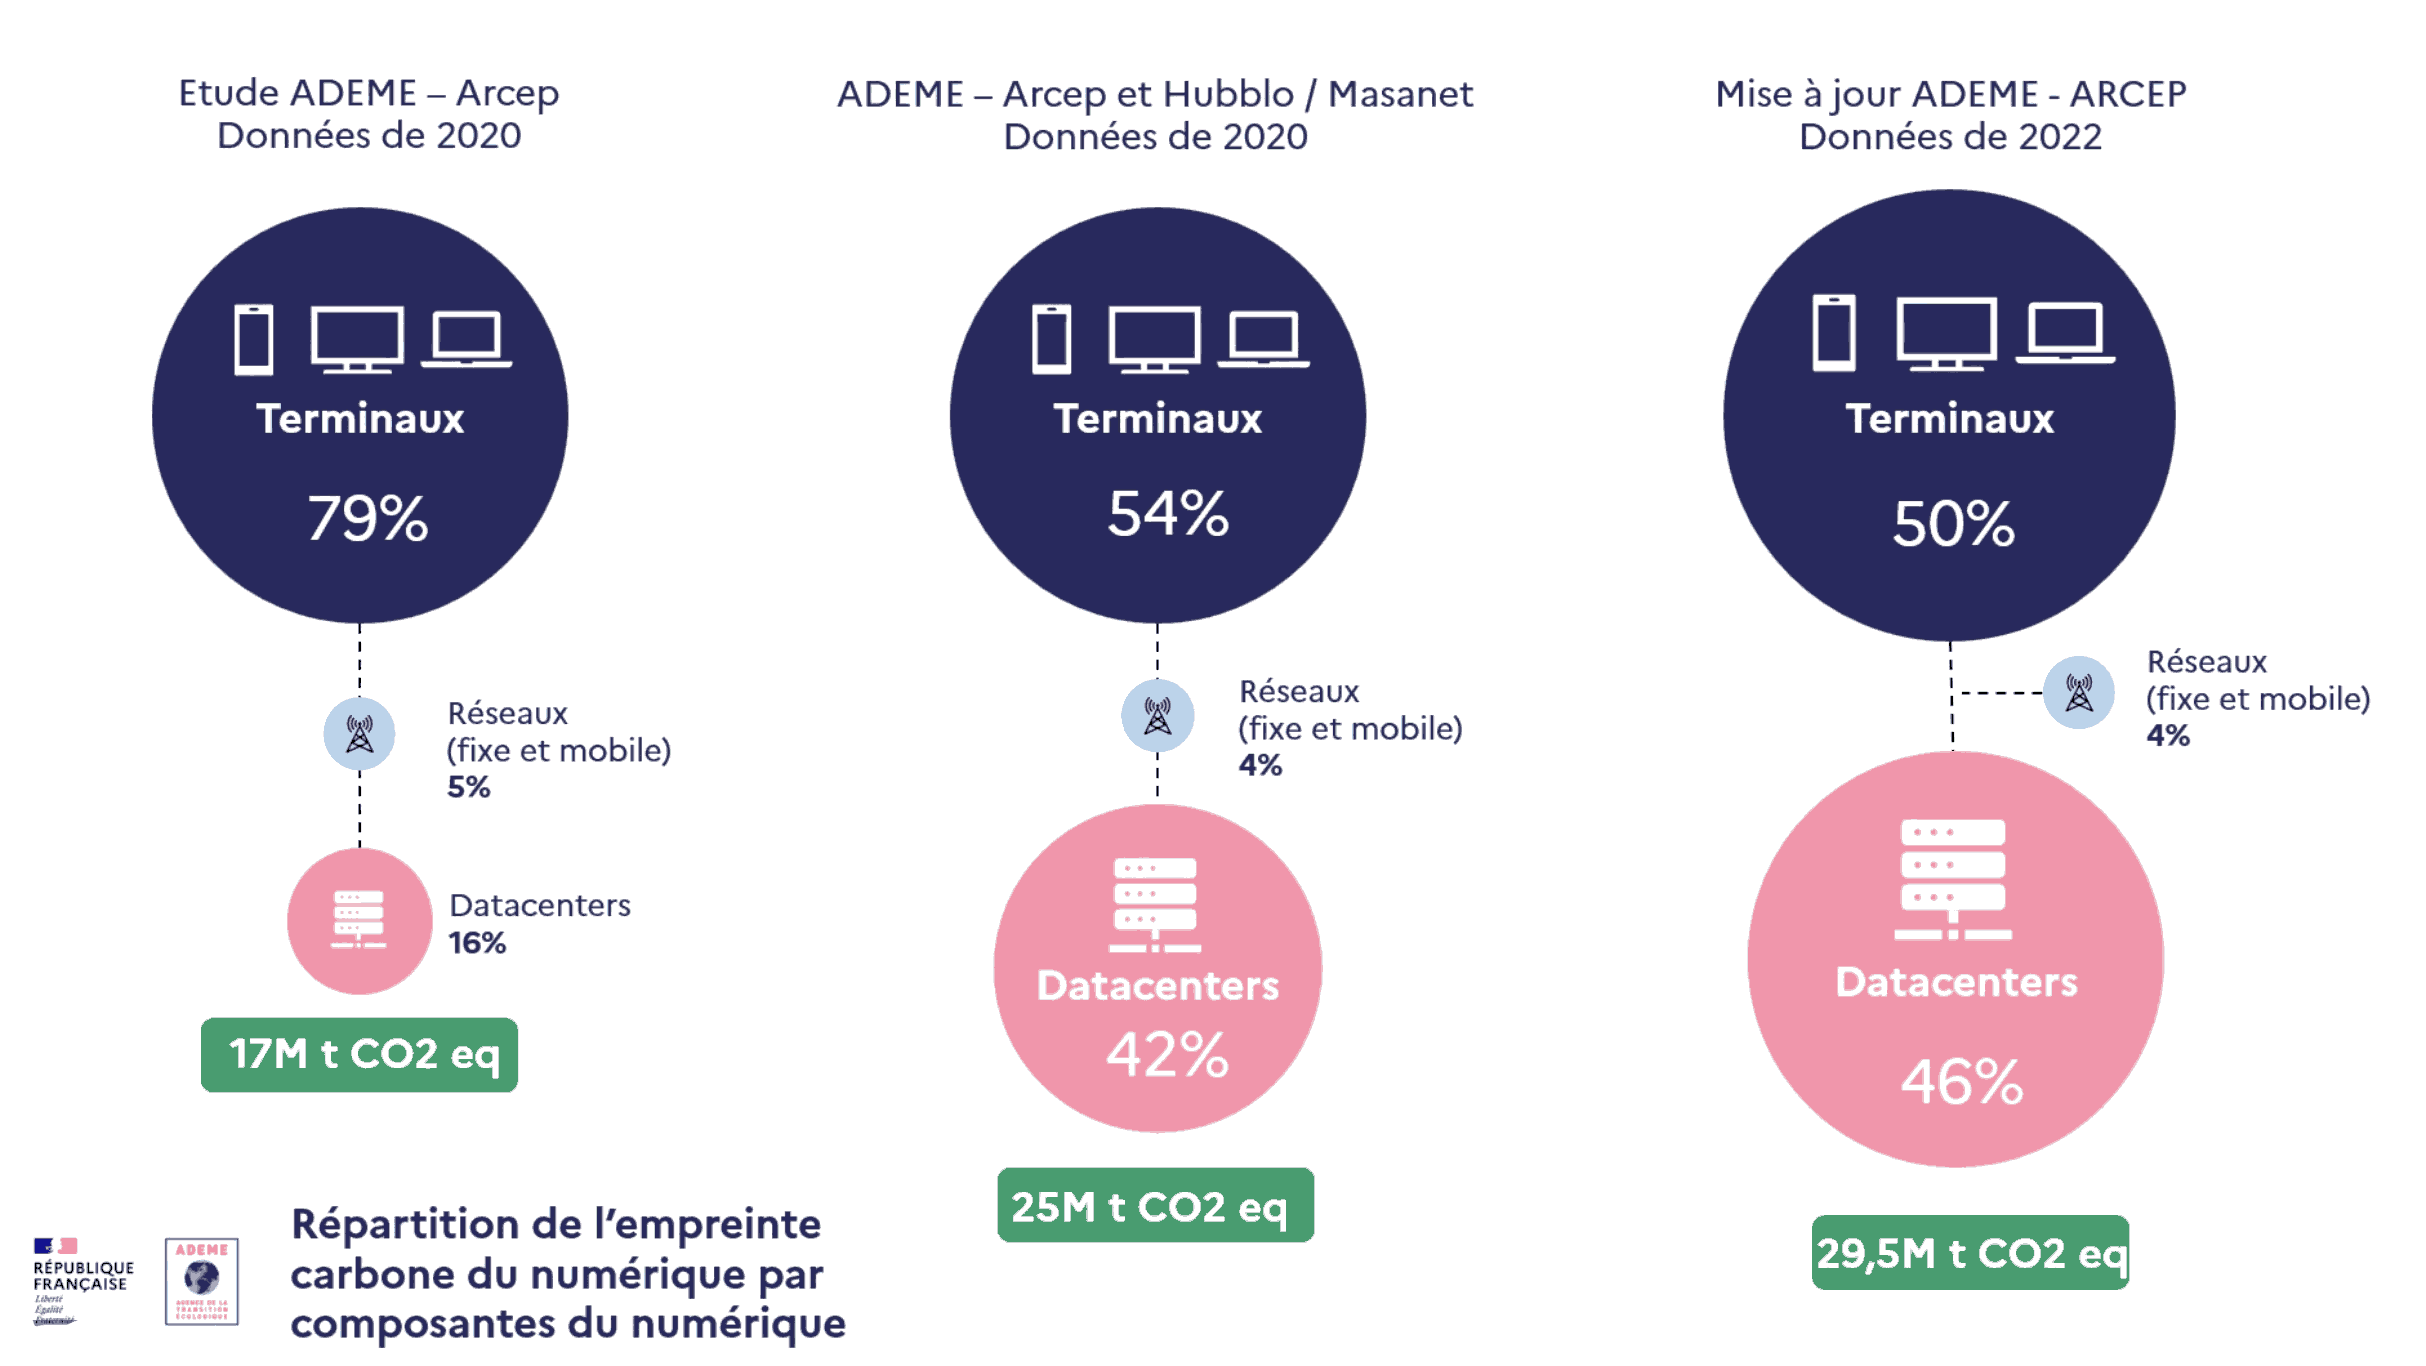 Etude ADEME – Arcep
Données de 2020
Terminaux
79%
Réseaux
(fixe et mobile)
5%
Datacenters
16%
17M t CO2 eq
ADEME – Arcep et Hubblo / Masanet
Données de 2020
Terminaux
54%
Réseaux
(fixe et mobile)
4%
Datacenters
42%
25M t CO2 eq
Mise à jour ADEME - ARCEP
Données de 2022
Terminaux
50%
Réseaux
(fixe et mobile)
4%
Datacenters
46%
29,5M t CO2 eq
RÉPUBLIQUE
FRANÇAISE
Liberté
Égalité
Fraternité
ADEME
AGENCE DE LA
TRANSITION
ÉCOLOGIQUE
Répartition de l’empreinte
carbone du numérique par
composantes du numérique